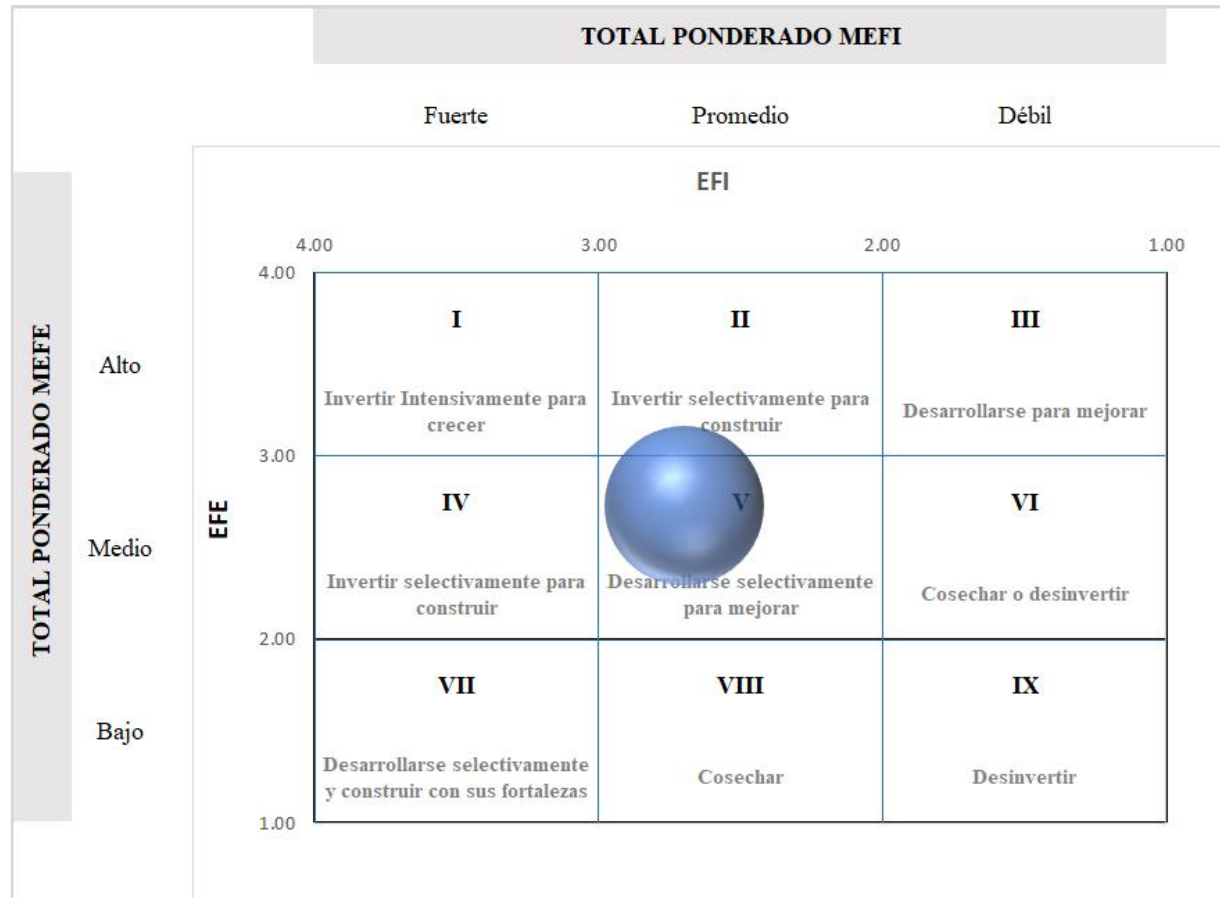 TOTAL PONDERADO MEFI
Fuerte
Promedio
Débil
EFI
4.00
3.00
2.00
1.00
TOTAL PONDERADO MEFE
Alto
Medio
Bajo
EFE
4.00
3.00
2.00
1.00
I
II
III
Invertir Intensivamente para
crecer
Invertir selectivamente para
construir
Desarrollarse para mejorar
IV
V
VI
Invertir selectivamente para
construir
Desarrollarse selectivamente
para mejorar
Cosechar o desinvertir
VII
VIII
IX
Desarrollarse selectivamente
y construir con sus fortalezas
Cosechar
Desinvertir